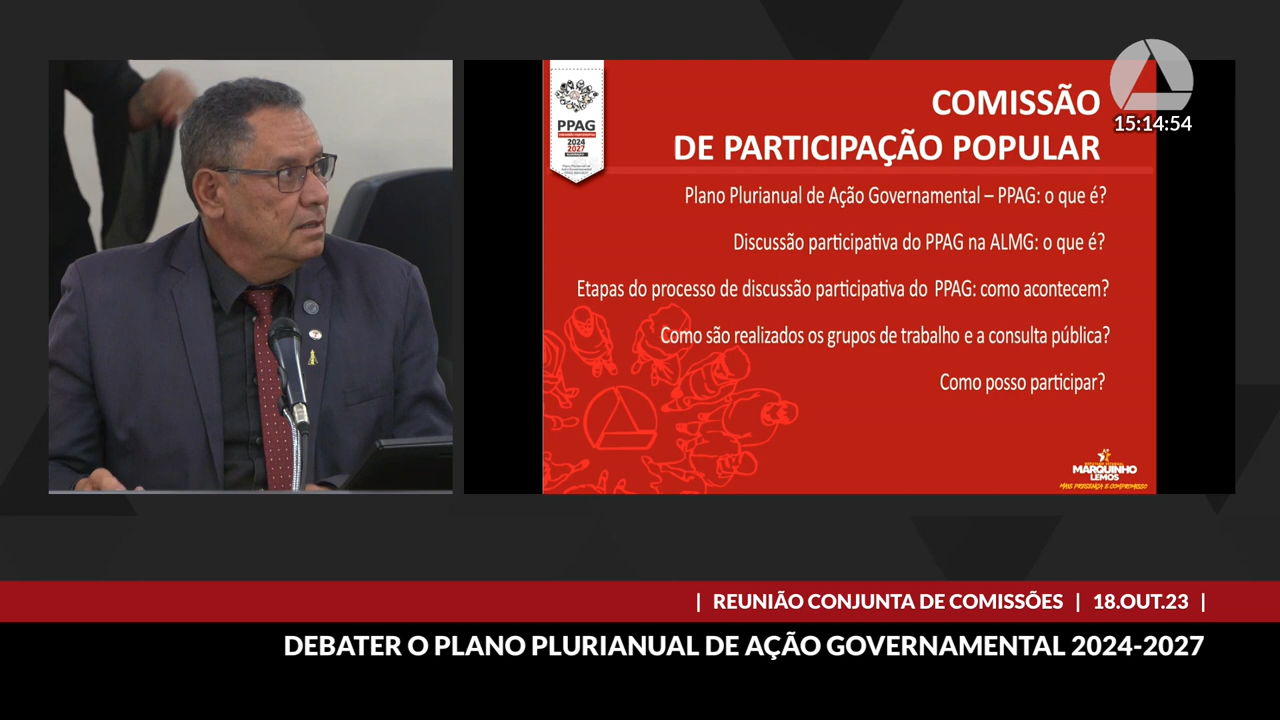 PPAG
2024
2027
COMISSÃO
DE PARTICIPAÇÃO POPULAR
15:14:54
Plano Plurianual de Ação Governamental – PPAG: o que é?
Discussão participativa do PPAG na ALMG: o que é?
Etapas do processo de discussão participativa do PPAG: como acontecem?
Como são realizados os grupos de trabalho e a consulta pública?
Como posso participar?
MARQUINHO
LEMOS
MAIS PRESENÇA E COMPROMISSO
| REUNIÃO CONJUNTA DE COMISSÕES | 18.OUT.23 |
DEBATER O PLANO PLURIANUAL DE AÇÃO GOVERNAMENTAL 2024-2027